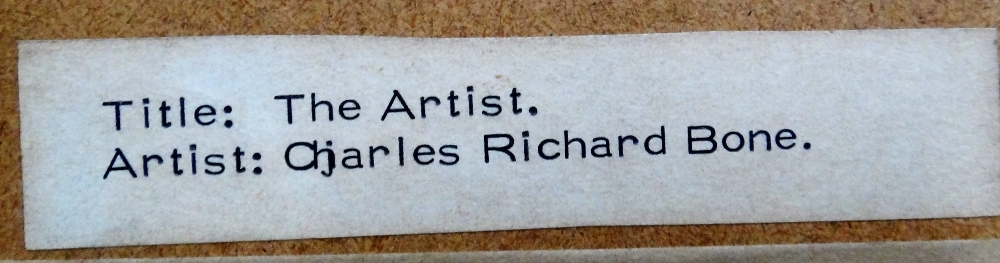 Title: The Artist.
Artist: Charles Richard Bone.